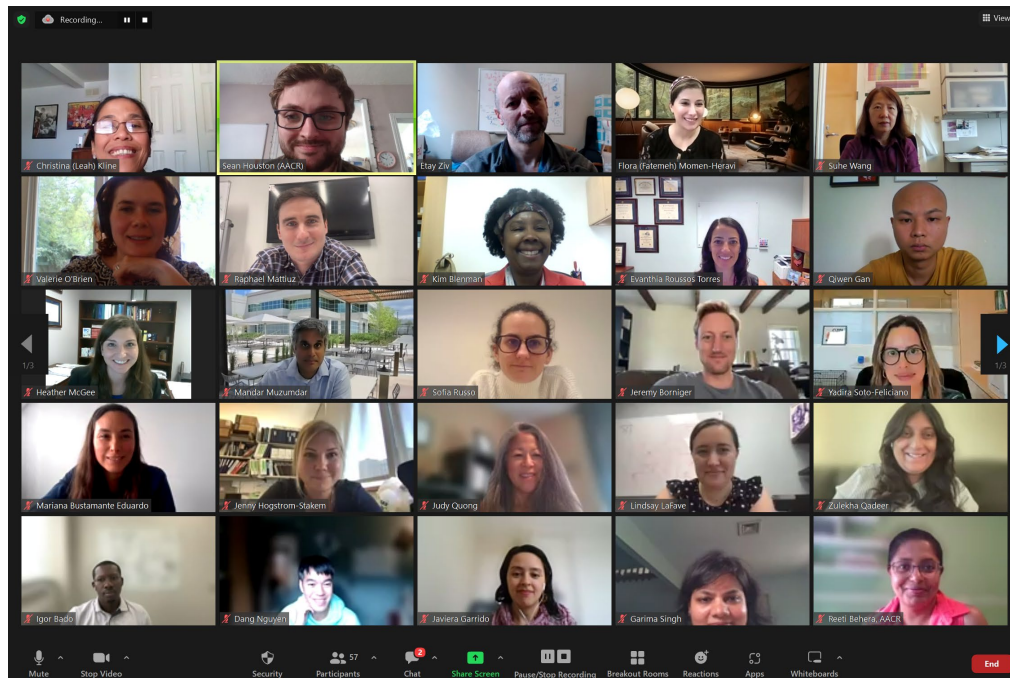 Recording...
View
Christina (Leah) Kline
Sean Houston (AACR)
Etay Ziv
Flora (Fatemeh) Momen-Heravi
Suhe Wang
Valerie O'Brien
Raphael Mattiuz
Kim Blenman
Evanthia Roussos Torres
Qiwen Gan
1/3
1/3
Heather McGee
Mandar Muzumdar
Sofia Russo
Jeremy Borniger
Yadira Soto-Feliciano
Mariana Bustamante Eduardo
Jenny Hogstrom-Stakem
Judy Quong
Lindsay LaFave
Zulekha Qadeer
Igor Bado
Dang Nguyen
Javiera Garrido
Garima Singh
Reeti Behera, AACR
57
2
Mute
Stop Video
Security
Participants
Chat
Share Screen
Pause/Stop Recording
Breakout Rooms
Reactions
Apps
Whiteboards
End